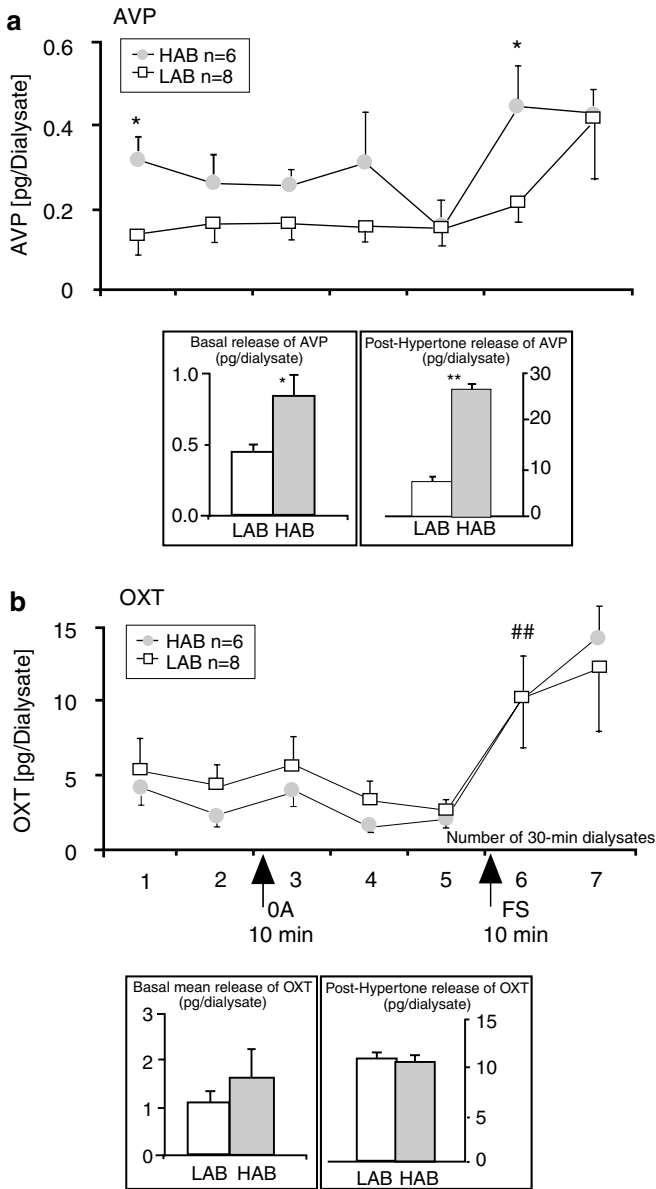 a
AVP
HAB n=6
LAB n=8
AVP [pg/Dialysate]
0.6
0.4
0.2
0
*
*
Basal release of AVP
(pg/dialysate)
1.0
0.5
0.0
*
LAB HAB
Post-Hypertone release of AVP
(pg/dialysate)
**
30
20
10
0
LAB HAB
b
OXT
HAB n=6
LAB n=8
OXT [pg/Dialysate]
15
10
5
0
##
Number of 30-min dialysates
1 2 3 4 5 6 7
0A
10 min
FS
10 min
Basal mean release of OXT
(pg/dialysate)
3
2
1
0
LAB HAB
Post-Hypertone release of OXT
(pg/dialysate)
15
10
5
0
LAB HAB